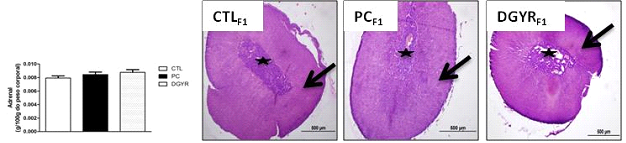 Adrenal
(g/100g do peso corporal)
0.010
0.008
0.006
0.004
0.002
0.000
CTL
PC
DGYR
CTLF1
500 µm
PCF1
500 µm
DGYRF1
500 µm